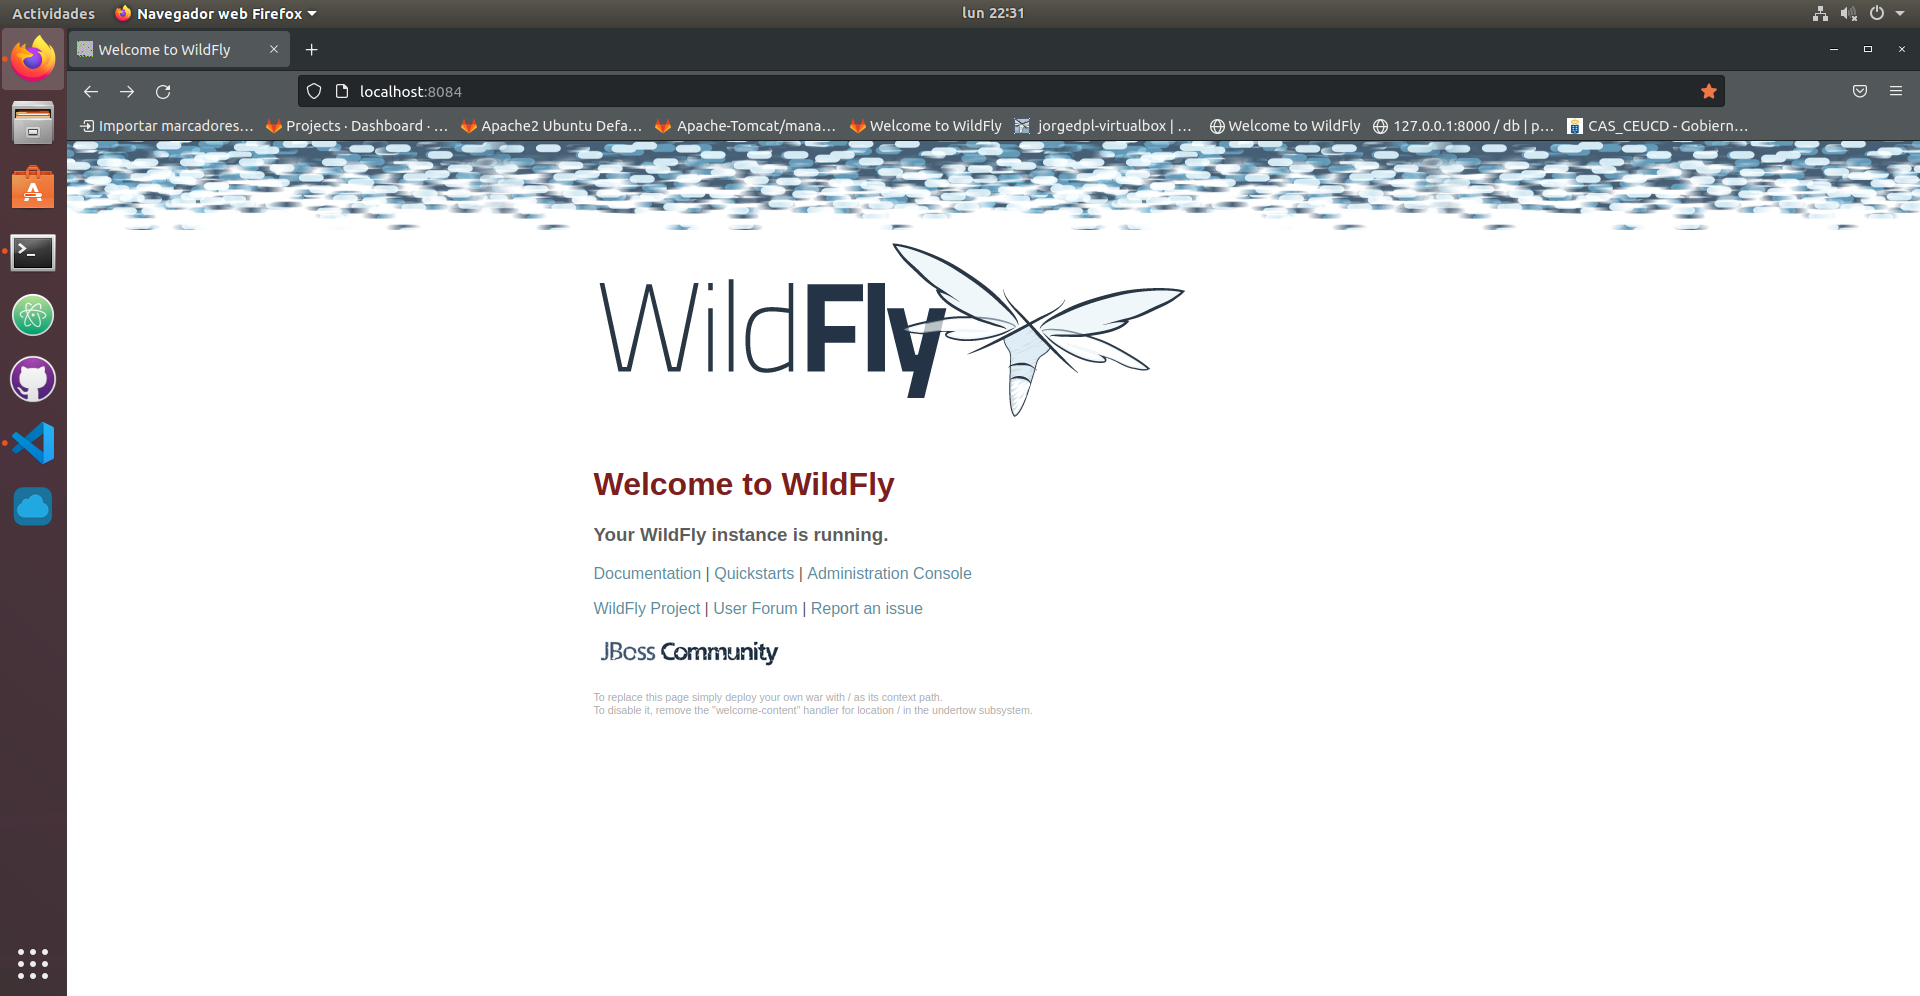 Actividades Navegador web Firefox lun 22:31
Welcome to WildFly
localhost:8084
Importar marcadores… Projects · Dashboard · … Apache2 Ubuntu Defa… Apache-Tomcat/mana… Welcome to WildFly jorgedpl-virtualbox | … Welcome to WildFly 127.0.0.1:8000 / db | p… CAS_CEUCD - Gobiern…
WildFly
Welcome to WildFly
Your WildFly instance is running.
Documentation | Quickstarts | Administration Console
WildFly Project | User Forum | Report an issue
JBoss Community
To replace this page simply deploy your own war with / as its context path.
To disable it, remove the "welcome-content" handler for location / in the undertow subsystem.